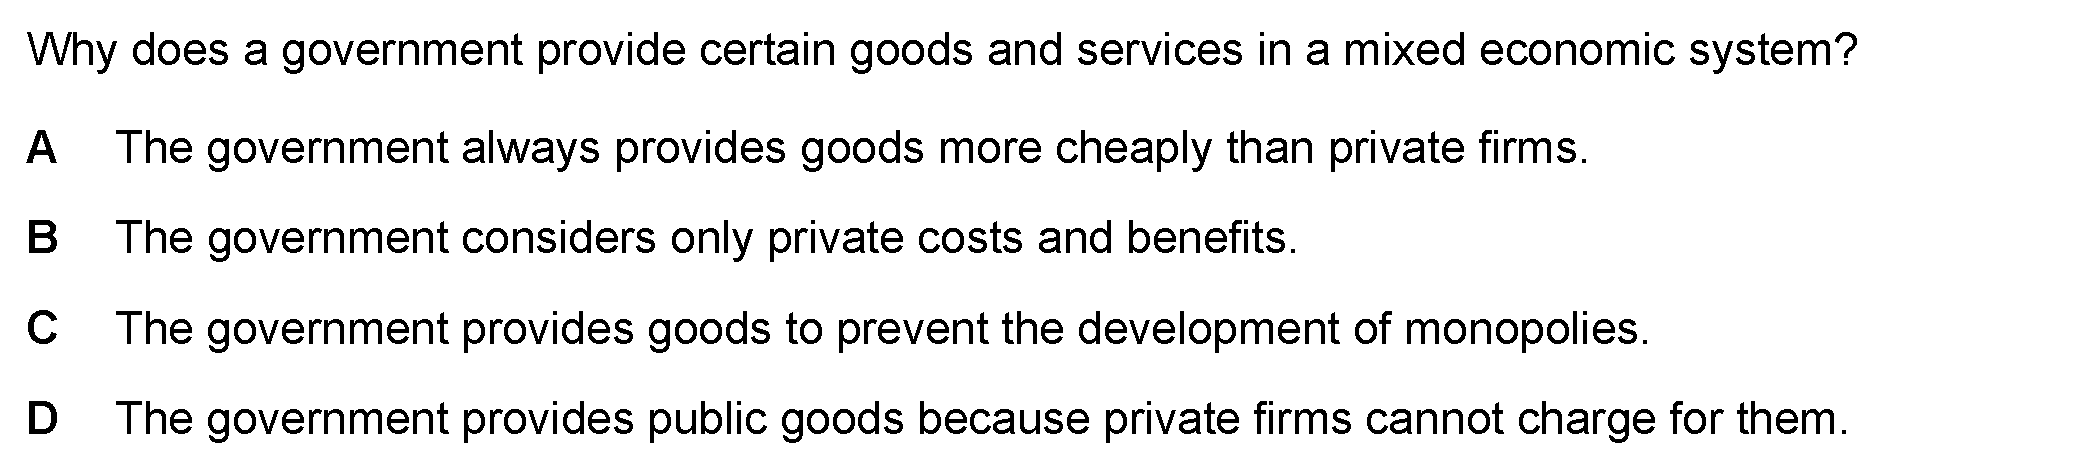 Why does a government provide certain goods and services in a mixed economic system?
A The government always provides goods more cheaply than private firms.
B The government considers only private costs and benefits.
C The government provides goods to prevent the development of monopolies.
D The government provides public goods because private firms cannot charge for them.